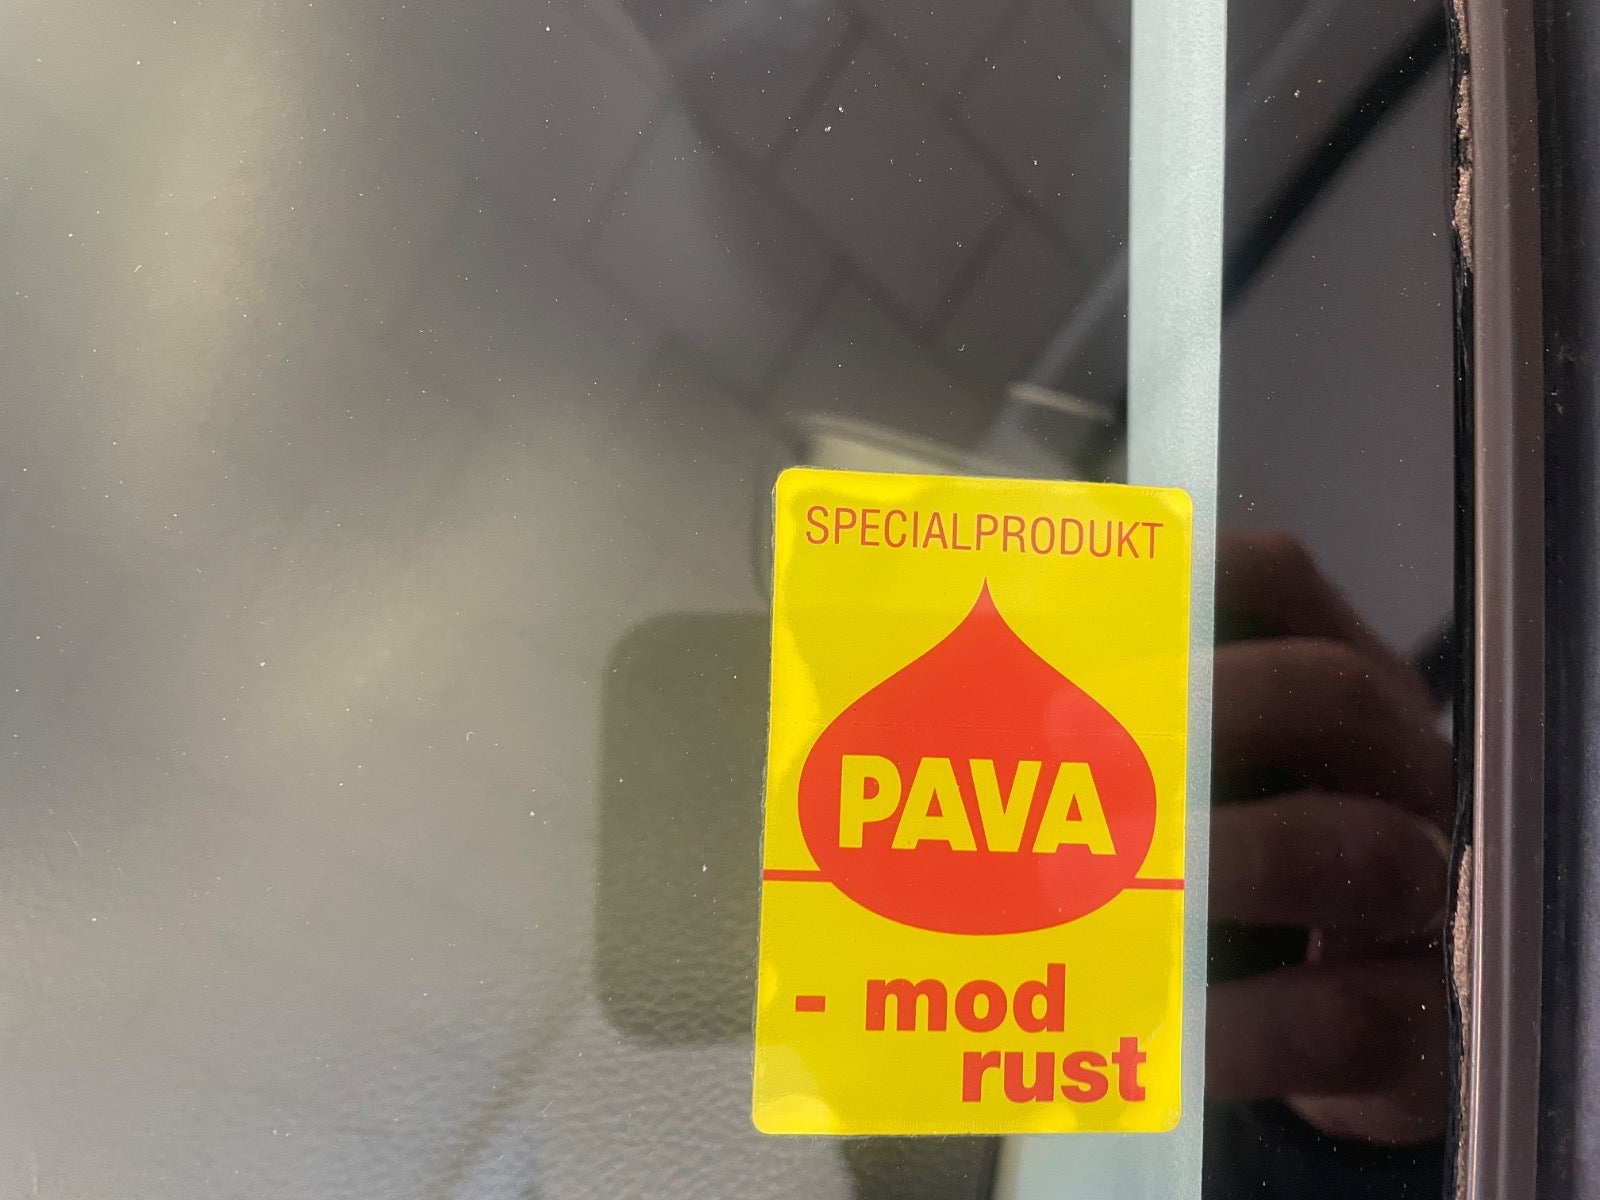 SPECIALPRODUKT
PAVA
- mod
rust